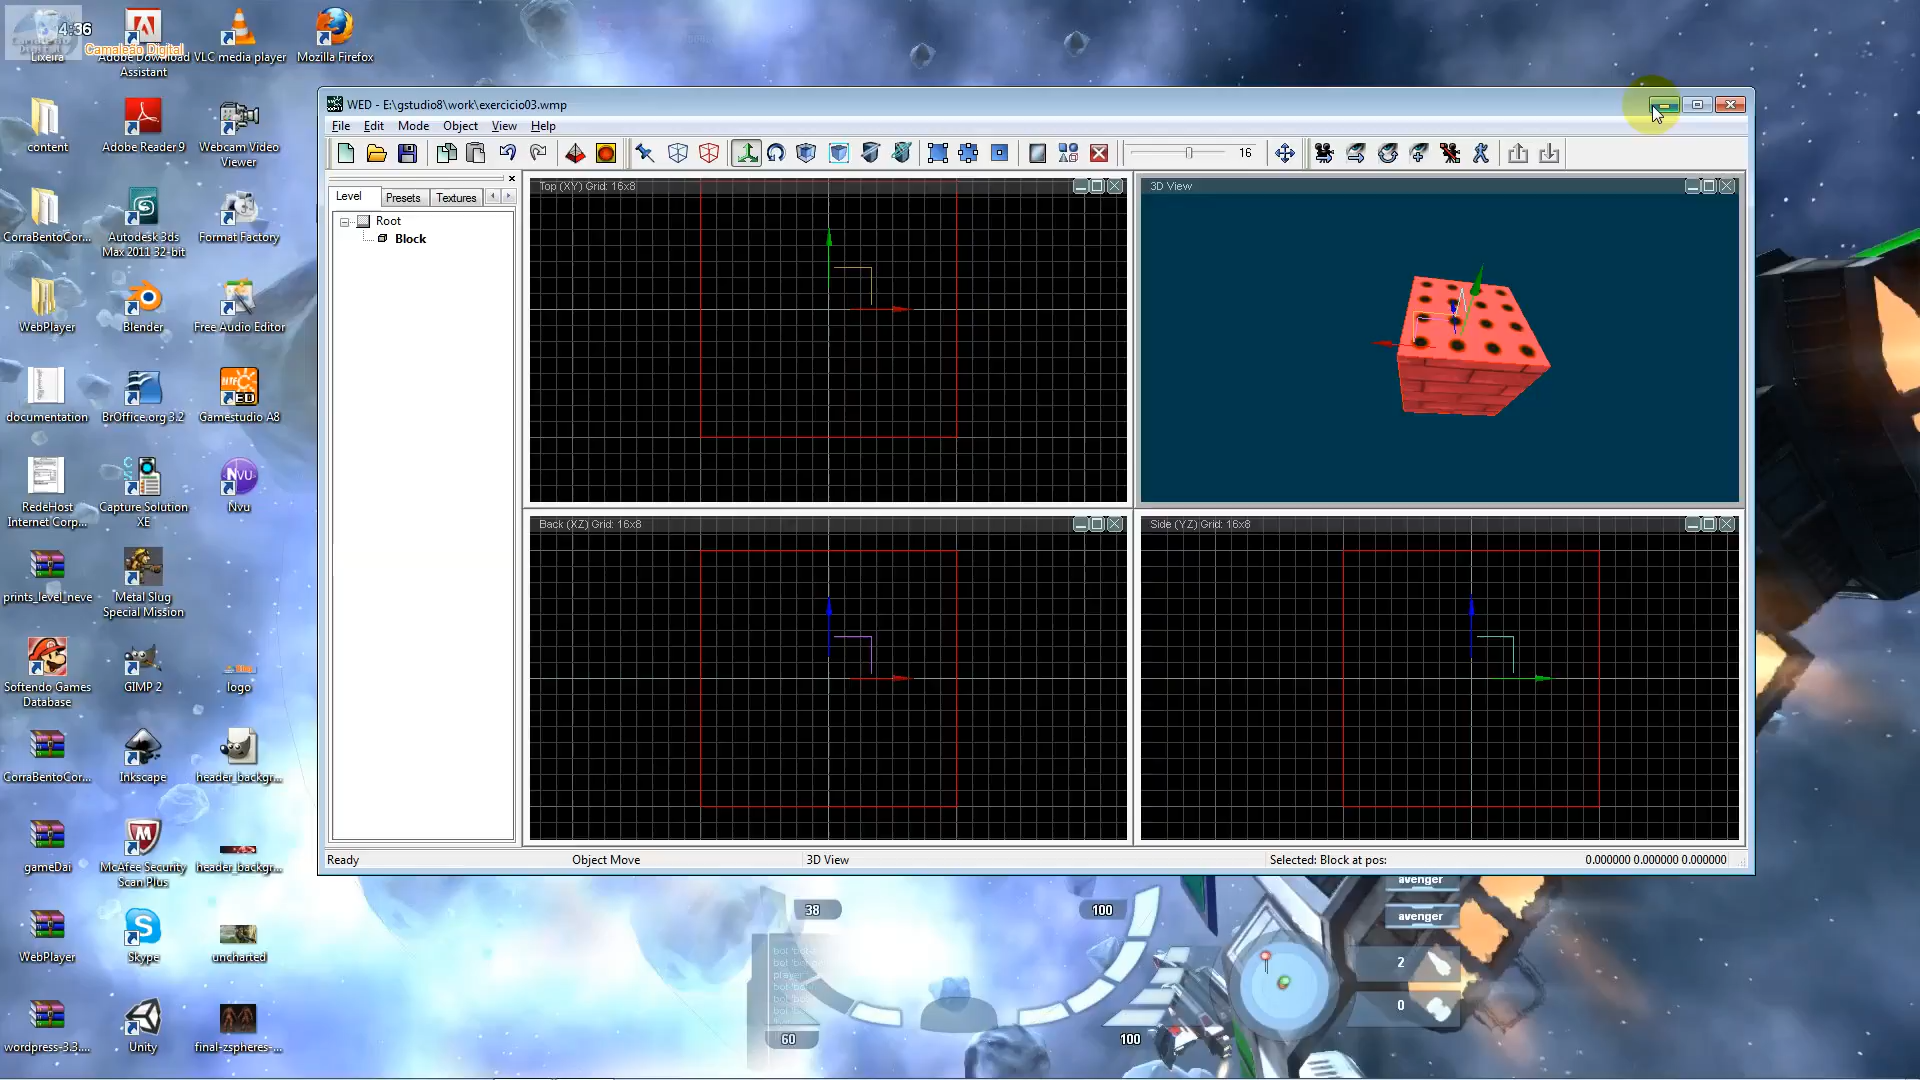 4:36
Camaleão Digital
Lixeira
Adobe Download Assistant
VLC media player
Mozilla Firefox
content
Adobe Reader 9
Webcam Video Viewer
CorraBentoCor...
Autodesk 3ds Max 2011 32-bit
Format Factory
WebPlayer
Blender
Free Audio Editor
documentation
BrOffice.org 3.2
Gamestudio A8
RedeHost Internet Corp...
Capture Solution XE
Nvu
prints_level_neve
Metal Slug Special Mission
Softendo Games Database
GIMP 2
logo
CorraBentoCor...
Inkscape
header_backgr...
gameDai
McAfee Security Scan Plus
header_backgr...
WebPlayer
Skype
uncharted
wordpress-3.3....
Unity
final-zspheres-...
WED - E:\gstudio8\work\exercicio03.wmp
File Edit Mode Object View Help
16
Level Presets Textures
Root
Block
Top (XY) Grid: 16x8
3D View
Back (XZ) Grid: 16x8
Side (YZ) Grid: 16x8
Ready Object Move 3D View Selected: Block at pos: 0.000000 0.000000 0.000000
avenger
avenger
38
100
2
0
60
100